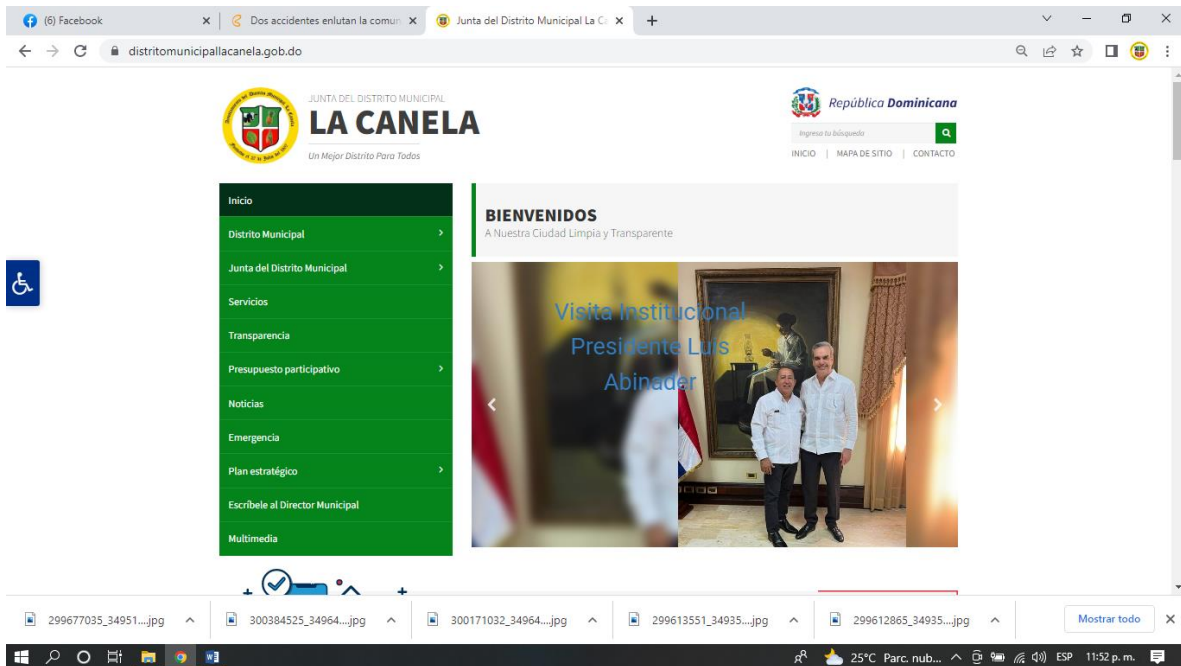 (6) Facebook
Dos accidentes enlutan la comun
Junta del Distrito Municipal La Ca
distritomunicipallacanela.gob.do
JUNTA DEL DISTRITO MUNICIPAL
LA CANELA
Un Mejor Distrito Para Todos
República Dominicana
Ingresa tu búsqueda
INICIO | MAPA DE SITIO | CONTACTO
Inicio
Distrito Municipal
Junta del Distrito Municipal
Servicios
Transparencia
Presupuesto participativo
Noticias
Emergencia
Plan estratégico
Escríbele al Director Municipal
Multimedia
BIENVENIDOS
A Nuestra Ciudad Limpia y Transparente
Visita Institucional
Presidente Luis
Abinader
299677035_34951....jpg
300384525_34964....jpg
300171032_34964....jpg
299613551_34935....jpg
299612865_34935....jpg
Mostrar todo
25°C Parc. nub...
ESP
11:52 p. m.